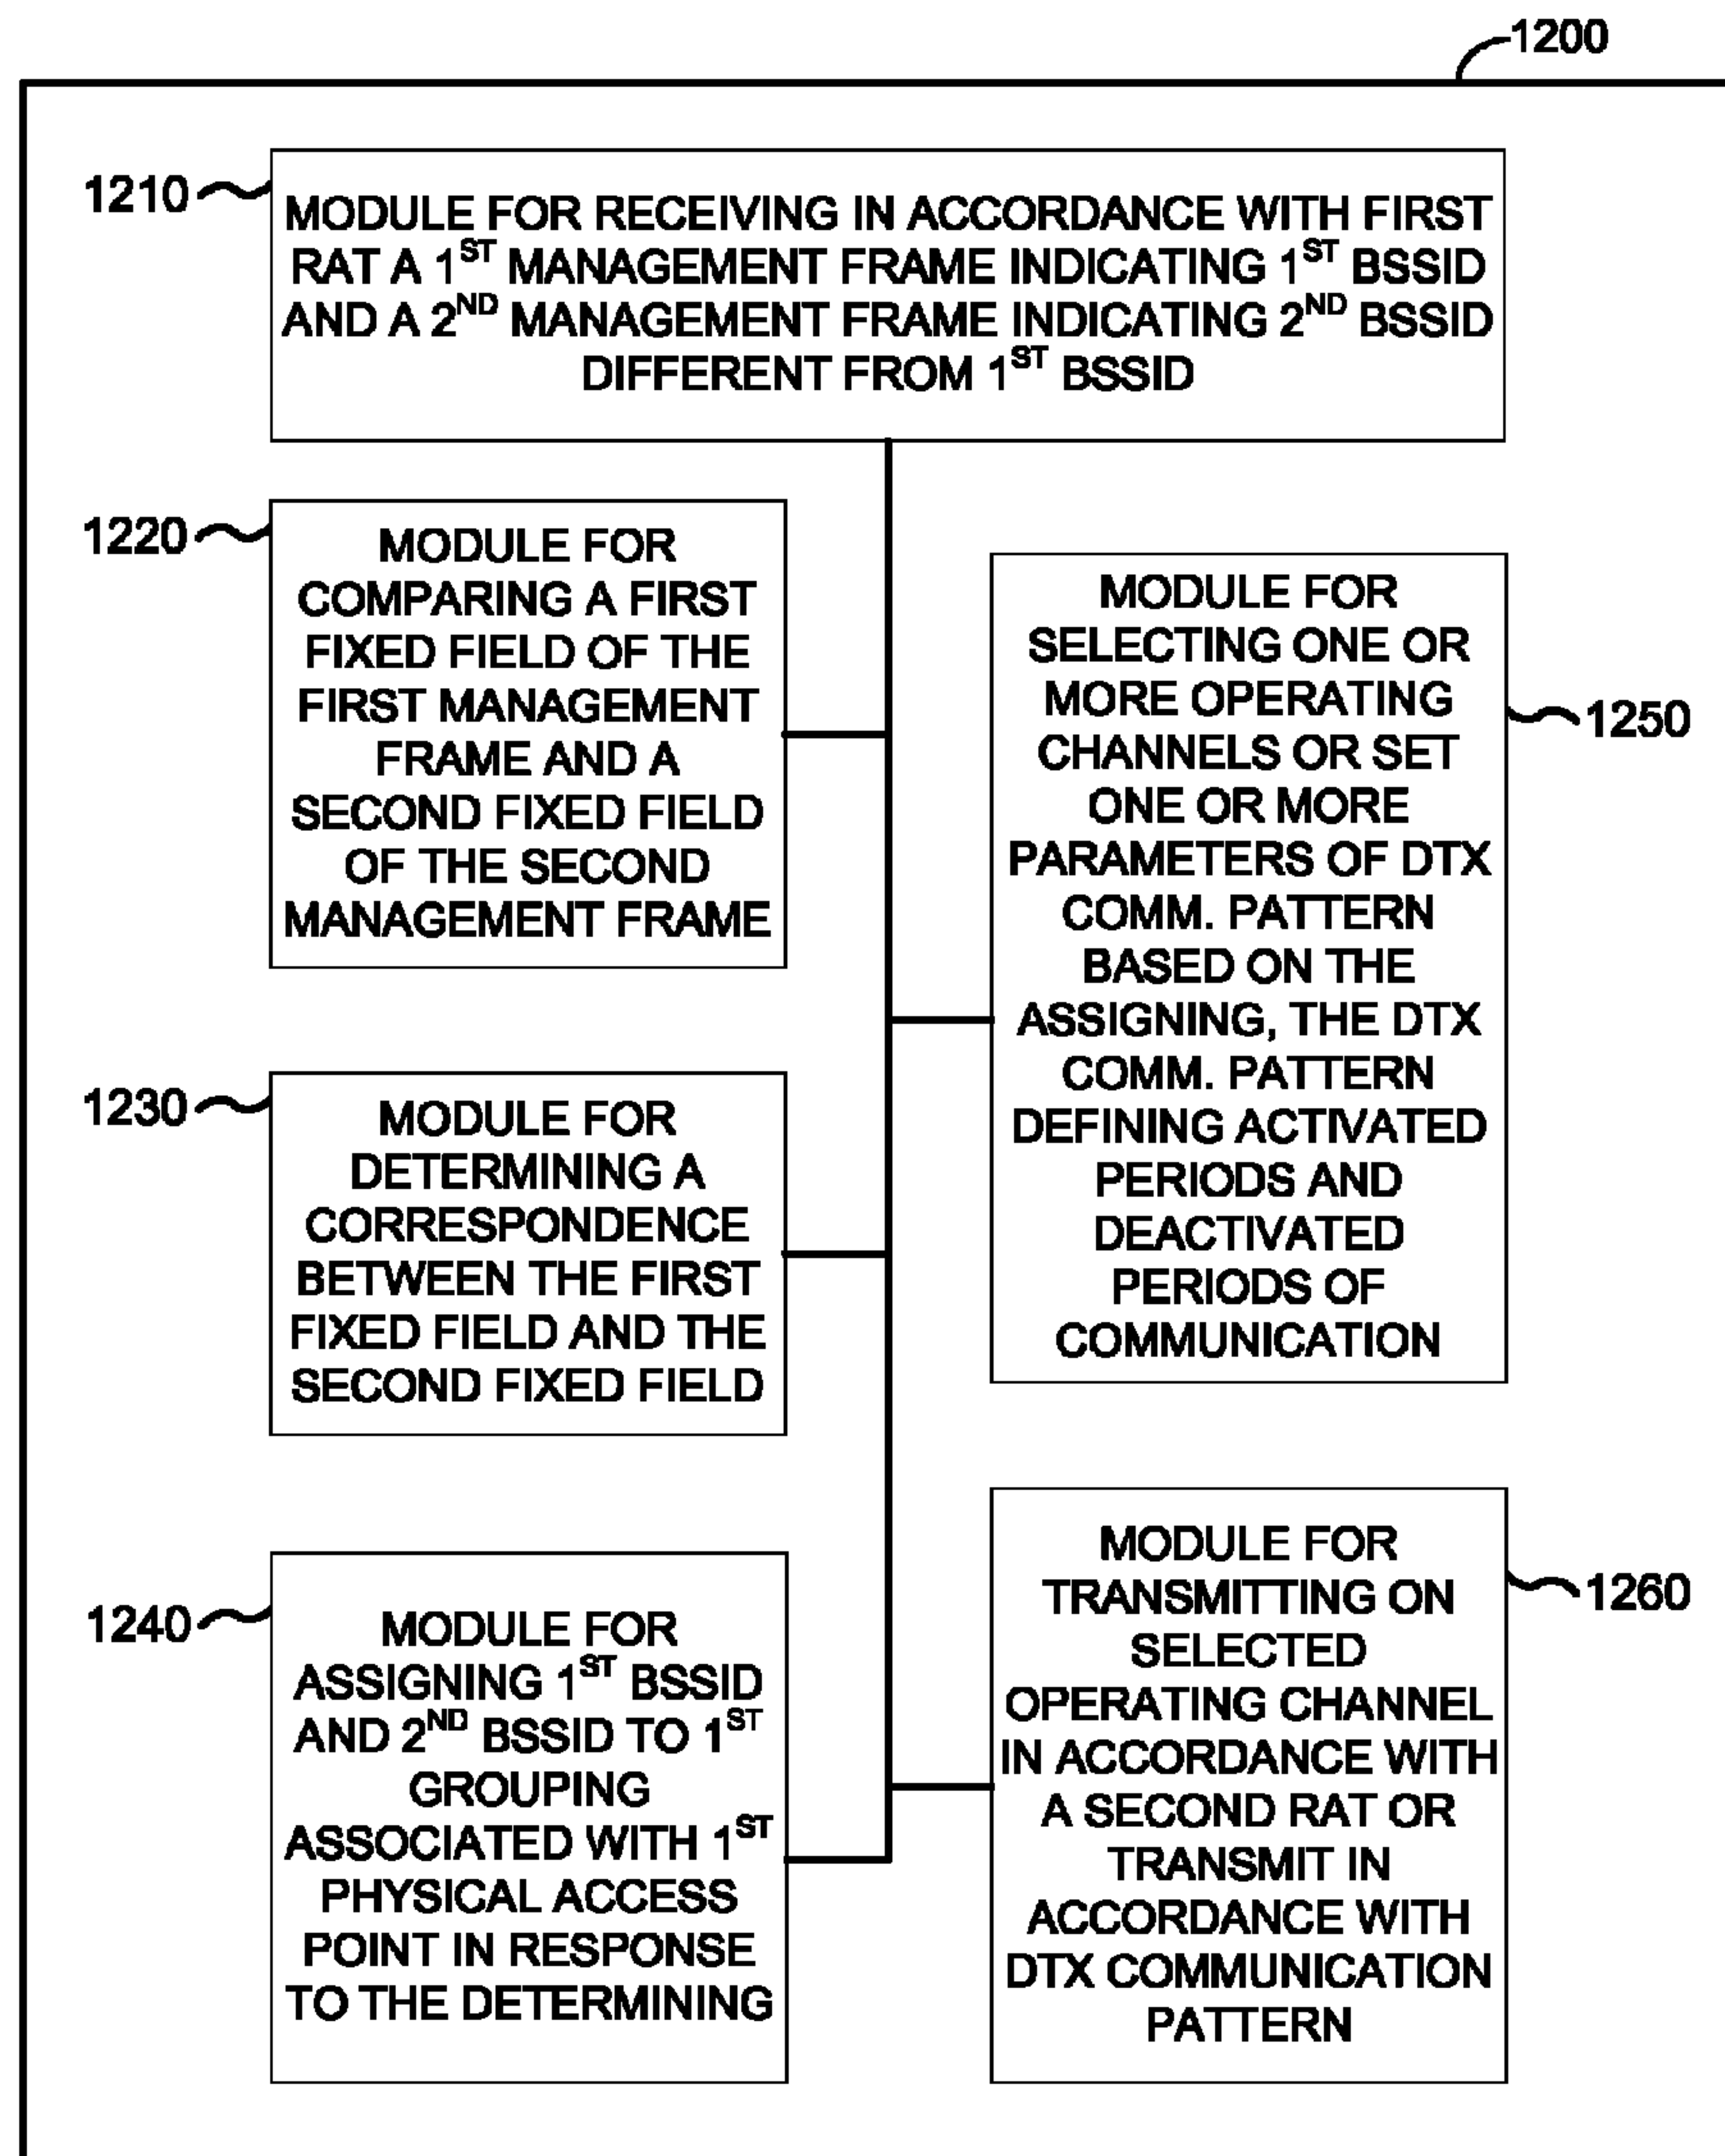 1200
1210
MODULE FOR RECEIVING IN ACCORDANCE WITH FIRST
RAT A 1ST MANAGEMENT FRAME INDICATING 1ST BSSID
AND A 2ND MANAGEMENT FRAME INDICATING 2ND BSSID
DIFFERENT FROM 1ST BSSID
1220
MODULE FOR
COMPARING A FIRST
FIXED FIELD OF THE
FIRST MANAGEMENT
FRAME AND A
SECOND FIXED FIELD
OF THE SECOND
MANAGEMENT FRAME
1230
MODULE FOR
DETERMINING A
CORRESPONDENCE
BETWEEN THE FIRST
FIXED FIELD AND THE
SECOND FIXED FIELD
1240
MODULE FOR
ASSIGNING 1ST BSSID
AND 2ND BSSID TO 1ST
GROUPING
ASSOCIATED WITH 1ST
PHYSICAL ACCESS
POINT IN RESPONSE
TO THE DETERMINING
MODULE FOR
SELECTING ONE OR
MORE OPERATING
CHANNELS OR SET
ONE OR MORE
PARAMETERS OF DTX
COMM. PATTERN
BASED ON THE
ASSIGNING, THE DTX
COMM. PATTERN
DEFINING ACTIVATED
PERIODS AND
DEACTIVATED
PERIODS OF
COMMUNICATION
1250
MODULE FOR
TRANSMITTING ON
SELECTED
OPERATING CHANNEL
IN ACCORDANCE WITH
A SECOND RAT OR
TRANSMIT IN
ACCORDANCE WITH
DTX COMMUNICATION
PATTERN
1260